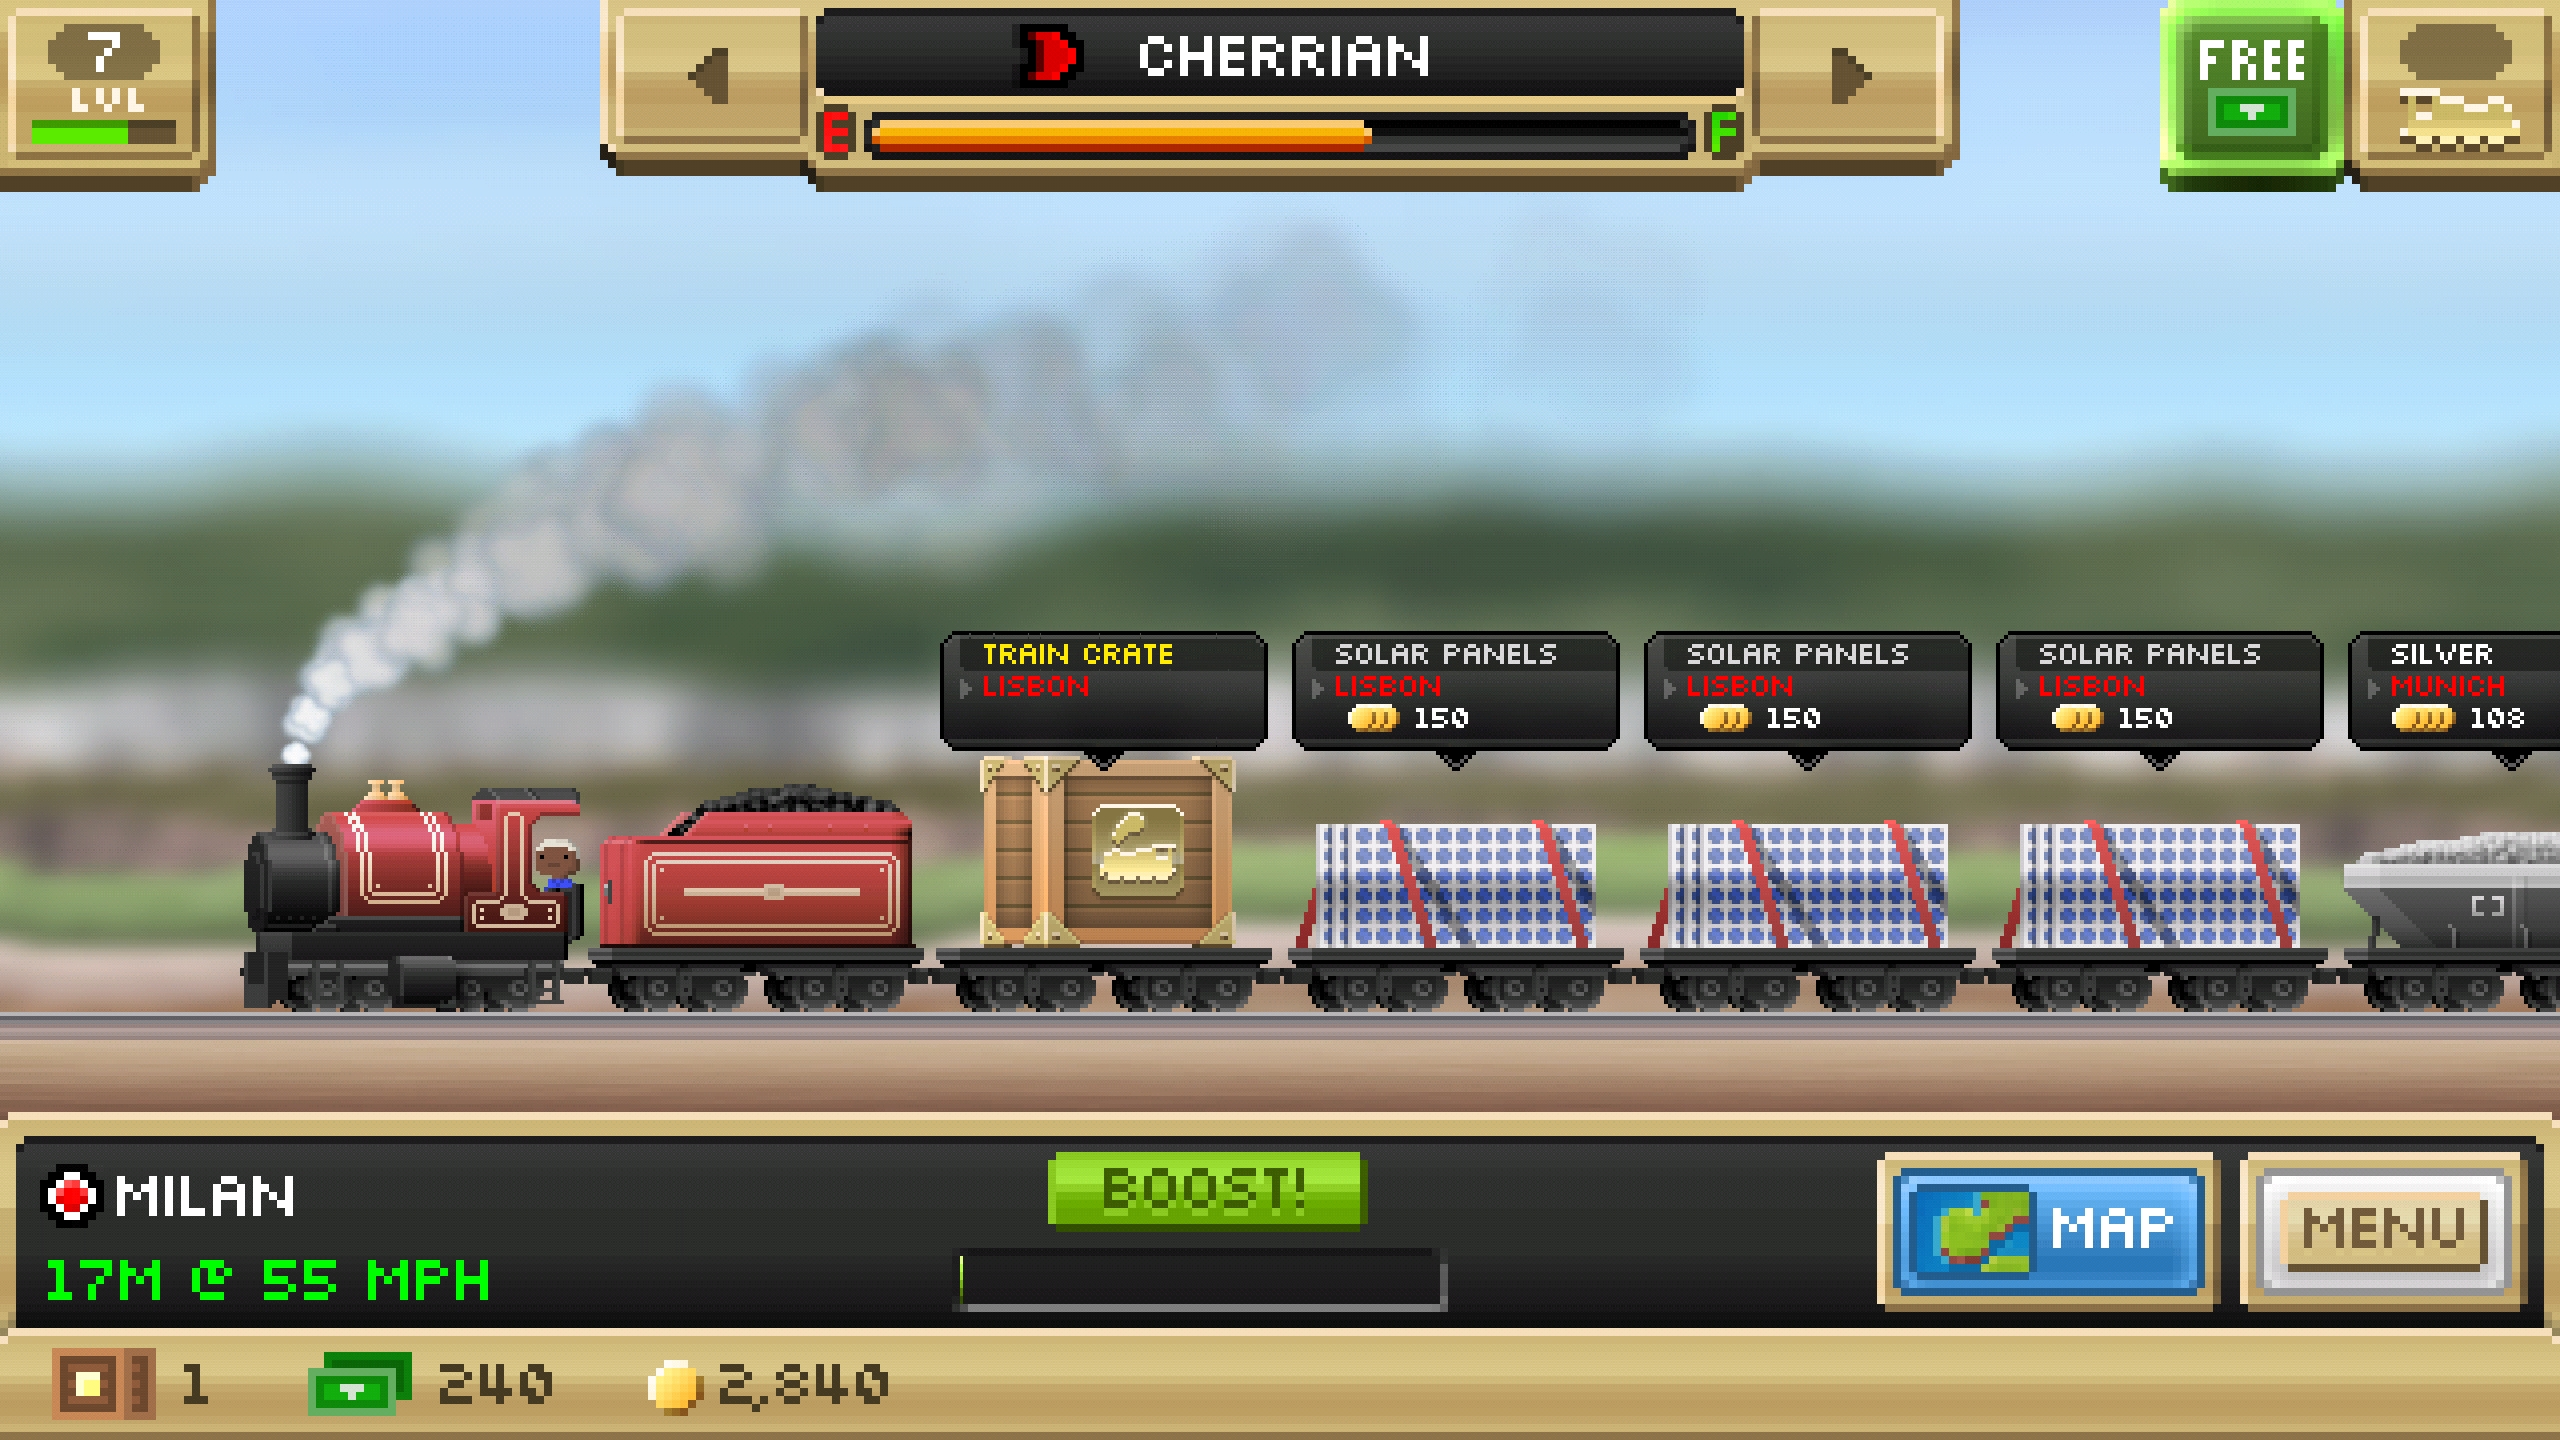 7
LVL
CHERRIAN
E
F
FREE
TRAIN CRATE
LISBON
SOLAR PANELS
LISBON
150
SOLAR PANELS
LISBON
150
SOLAR PANELS
LISBON
150
SILVER
MUNICH
108
MILAN
17M @ 55 MPH
BOOST!
MAP
MENU
1
240
2,840